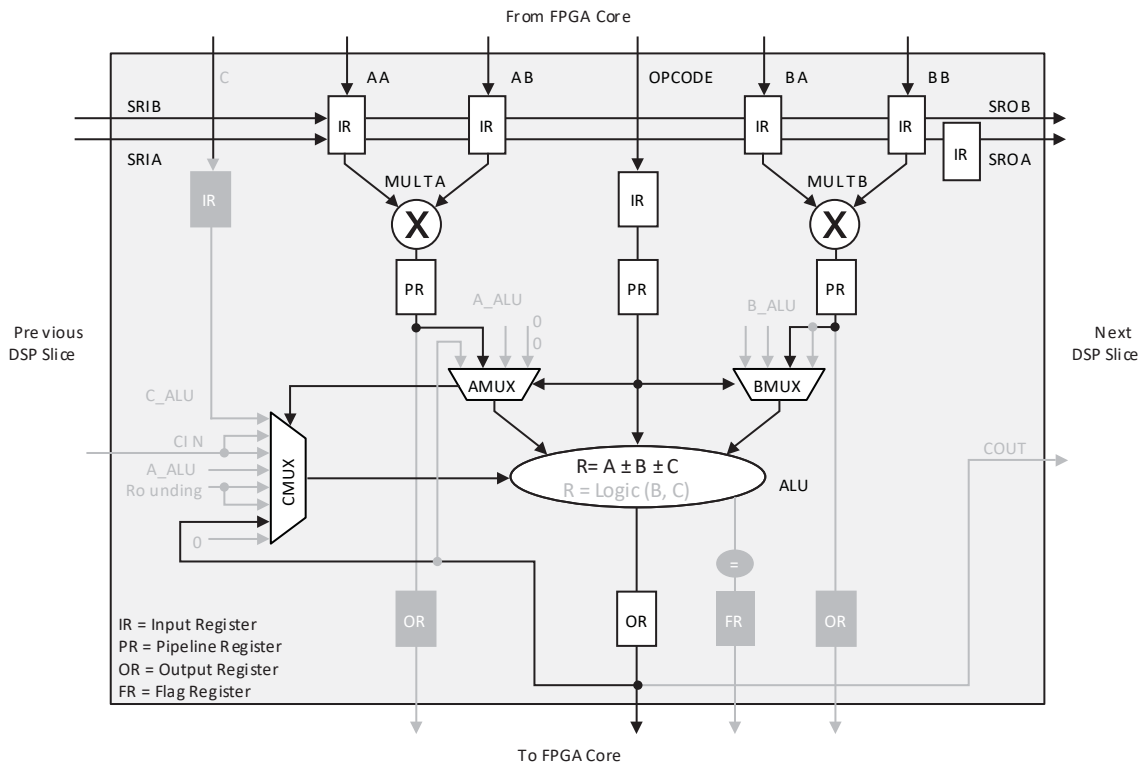 From FPGA Core
C
AA
AB
OPCODE
BA
BB
SRIB
SROB
IR
IR
IR
IR
SRIA
IR
SROA
MULTA
MULTB
IR
IR
X
X
PR
PR
PR
A_ALU
B_ALU
0
0
Previous
DSP Slice
Next
DSP Slice
AMUX
BMUX
C_ALU
CIN
A_ALU
Rounding
0
CMUX
R= A ± B ± C
R = Logic (B, C)
ALU
COUT
=
OR
OR
FR
OR
IR = Input Register
PR = Pipeline Register
OR = Output Register
FR = Flag Register
To FPGA Core